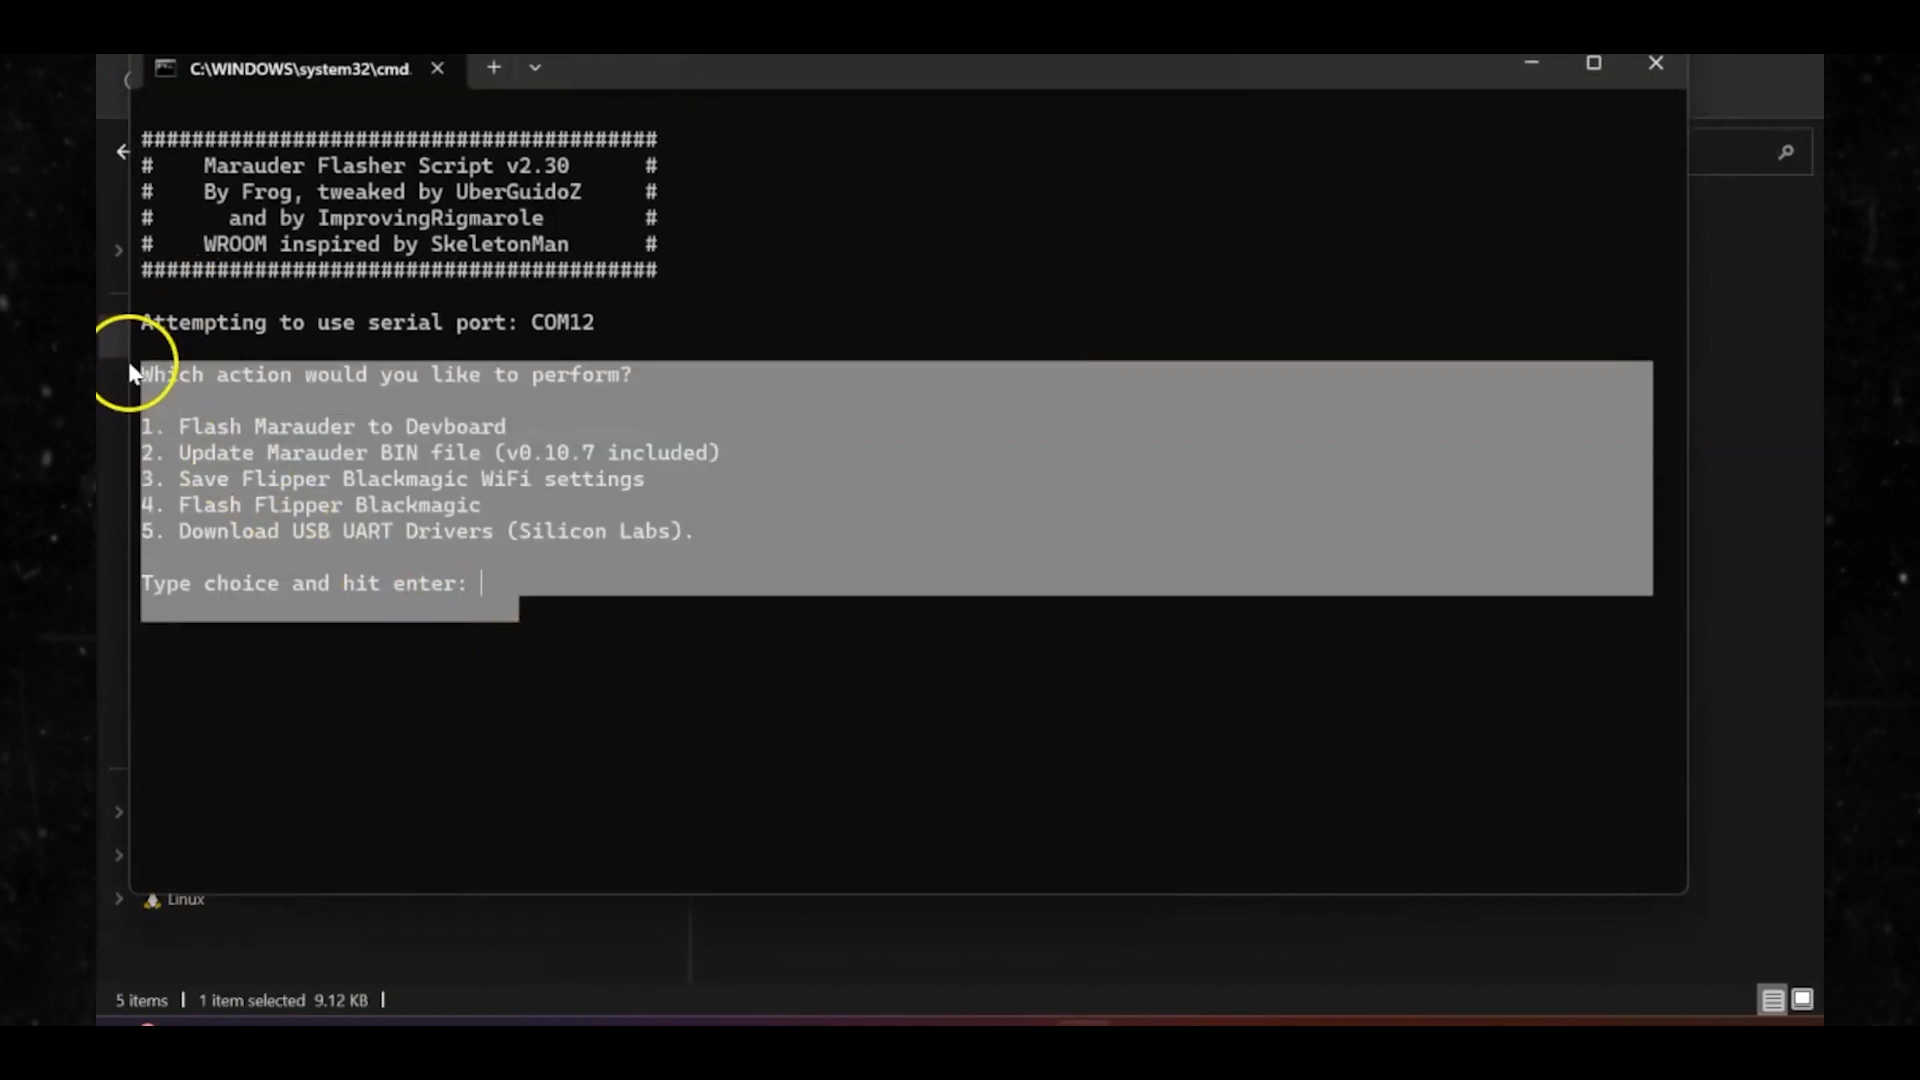 C:\WINDOWS\system32\cmd.
##########################################
#    Marauder Flasher Script v2.30      #
#    By Frog, tweaked by UberGuidoZ     #
#      and by ImprovingRigmarole        #
#    WROOM inspired by SkeletonMan      #
##########################################
Attempting to use serial port: COM12
Which action would you like to perform?
1. Flash Marauder to Devboard
2. Update Marauder BIN file (v0.10.7 included)
3. Save Flipper Blackmagic WiFi settings
4. Flash Flipper Blackmagic
5. Download USB UART Drivers (Silicon Labs).
Type choice and hit enter:
Linux
5 items | 1 item selected 9.12 KB |